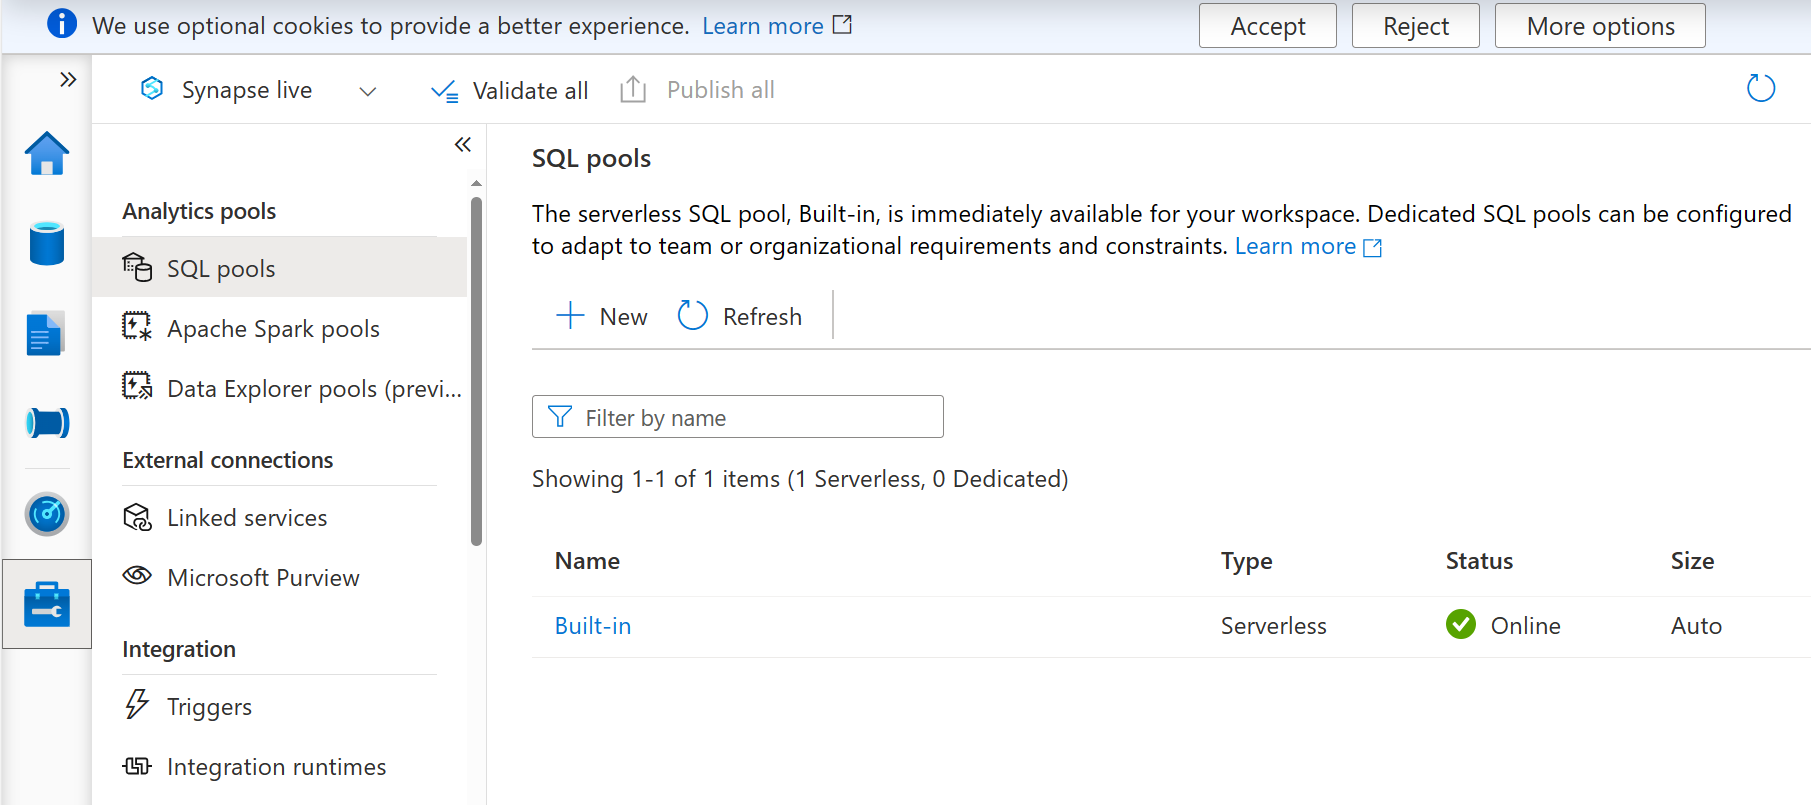 We use optional cookies to provide a better experience. Learn more
Accept
Reject
More options
Synapse live
Validate all
Publish all
Analytics pools
SQL pools
Apache Spark pools
Data Explorer pools (previ...
External connections
Linked services
Microsoft Purview
Integration
Triggers
Integration runtimes
SQL pools
The serverless SQL pool, Built-in, is immediately available for your workspace. Dedicated SQL pools can be configured
to adapt to team or organizational requirements and constraints. Learn more
New
Refresh
Filter by name
Showing 1-1 of 1 items (1 Serverless, 0 Dedicated)
Name Type Status Size
Built-in Serverless Online Auto